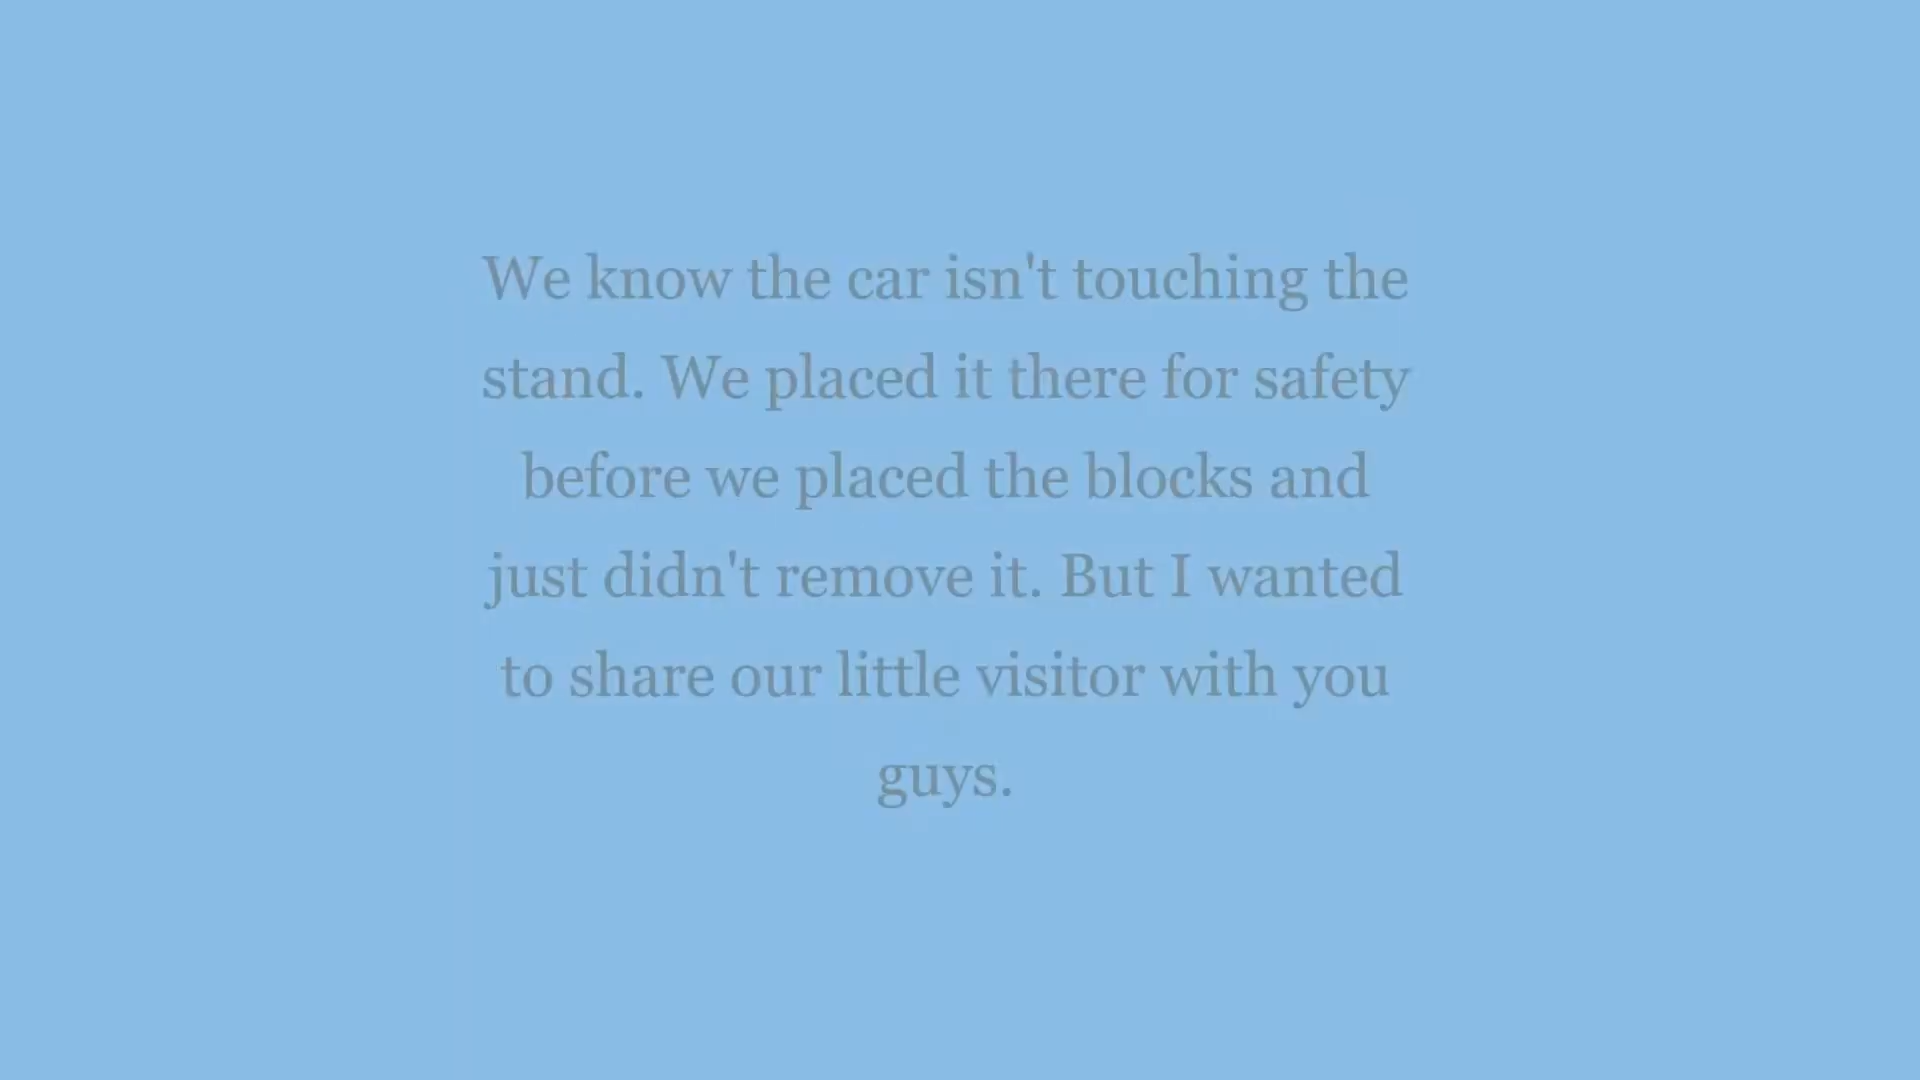 We know the car isn't touching the
stand. We placed it there for safety
before we placed the blocks and
just didn't remove it. But I wanted
to share our little visitor with you
guys.